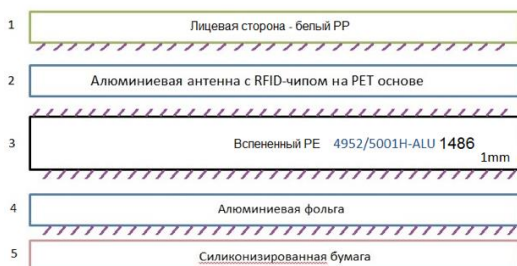 1 Лицевая сторона - белый PP
2 Алюминиевая антенна с RFID-чипом на PET основе
3 Вспененный PE 4952/5001H-ALU 1486
1mm
4 Алюминиевая фольга
5 Силиконизированная бумага